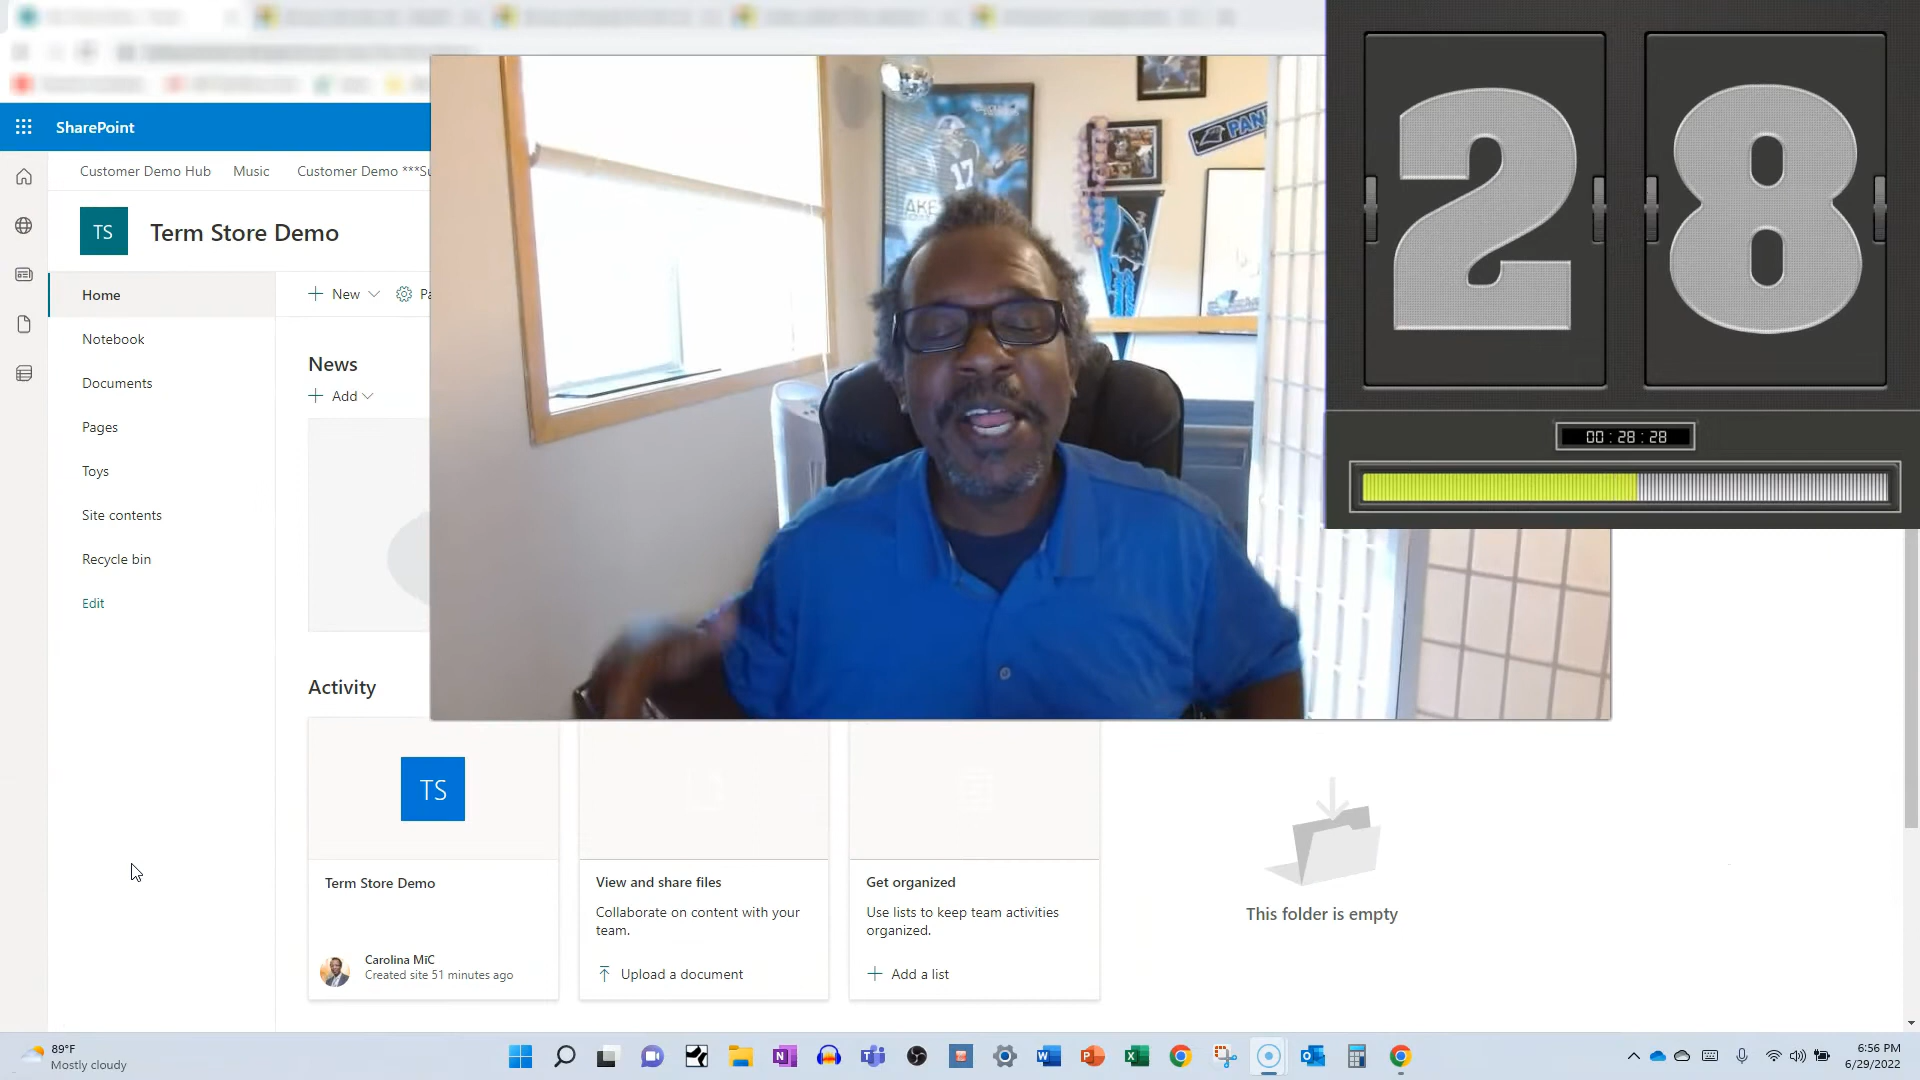 SharePoint
Customer Demo Hub
Music
Customer Demo ***Su
TS
Term Store Demo
Home
Notebook
Documents
Pages
Toys
Site contents
Recycle bin
Edit
New
Pa
News
Add
17
PAN
28
00:28:28
Activity
TS
Term Store Demo
Carolina MiC
Created site 51 minutes ago
View and share files
Collaborate on content with your
team.
Upload a document
Get organized
Use lists to keep team activities
organized.
Add a list
This folder is empty
89°F
Mostly cloudy
6:56 PM
6/29/2022